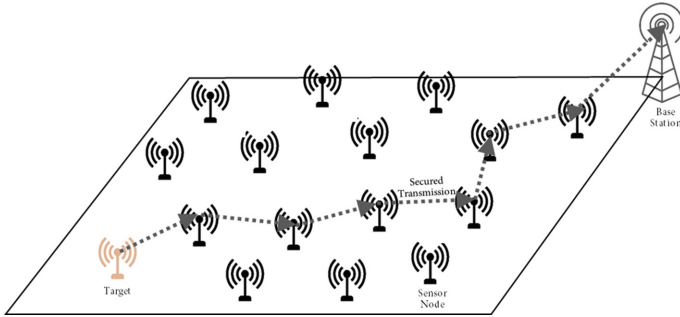 Base
Station
Secured
Transmission
Target
Sensor
Node